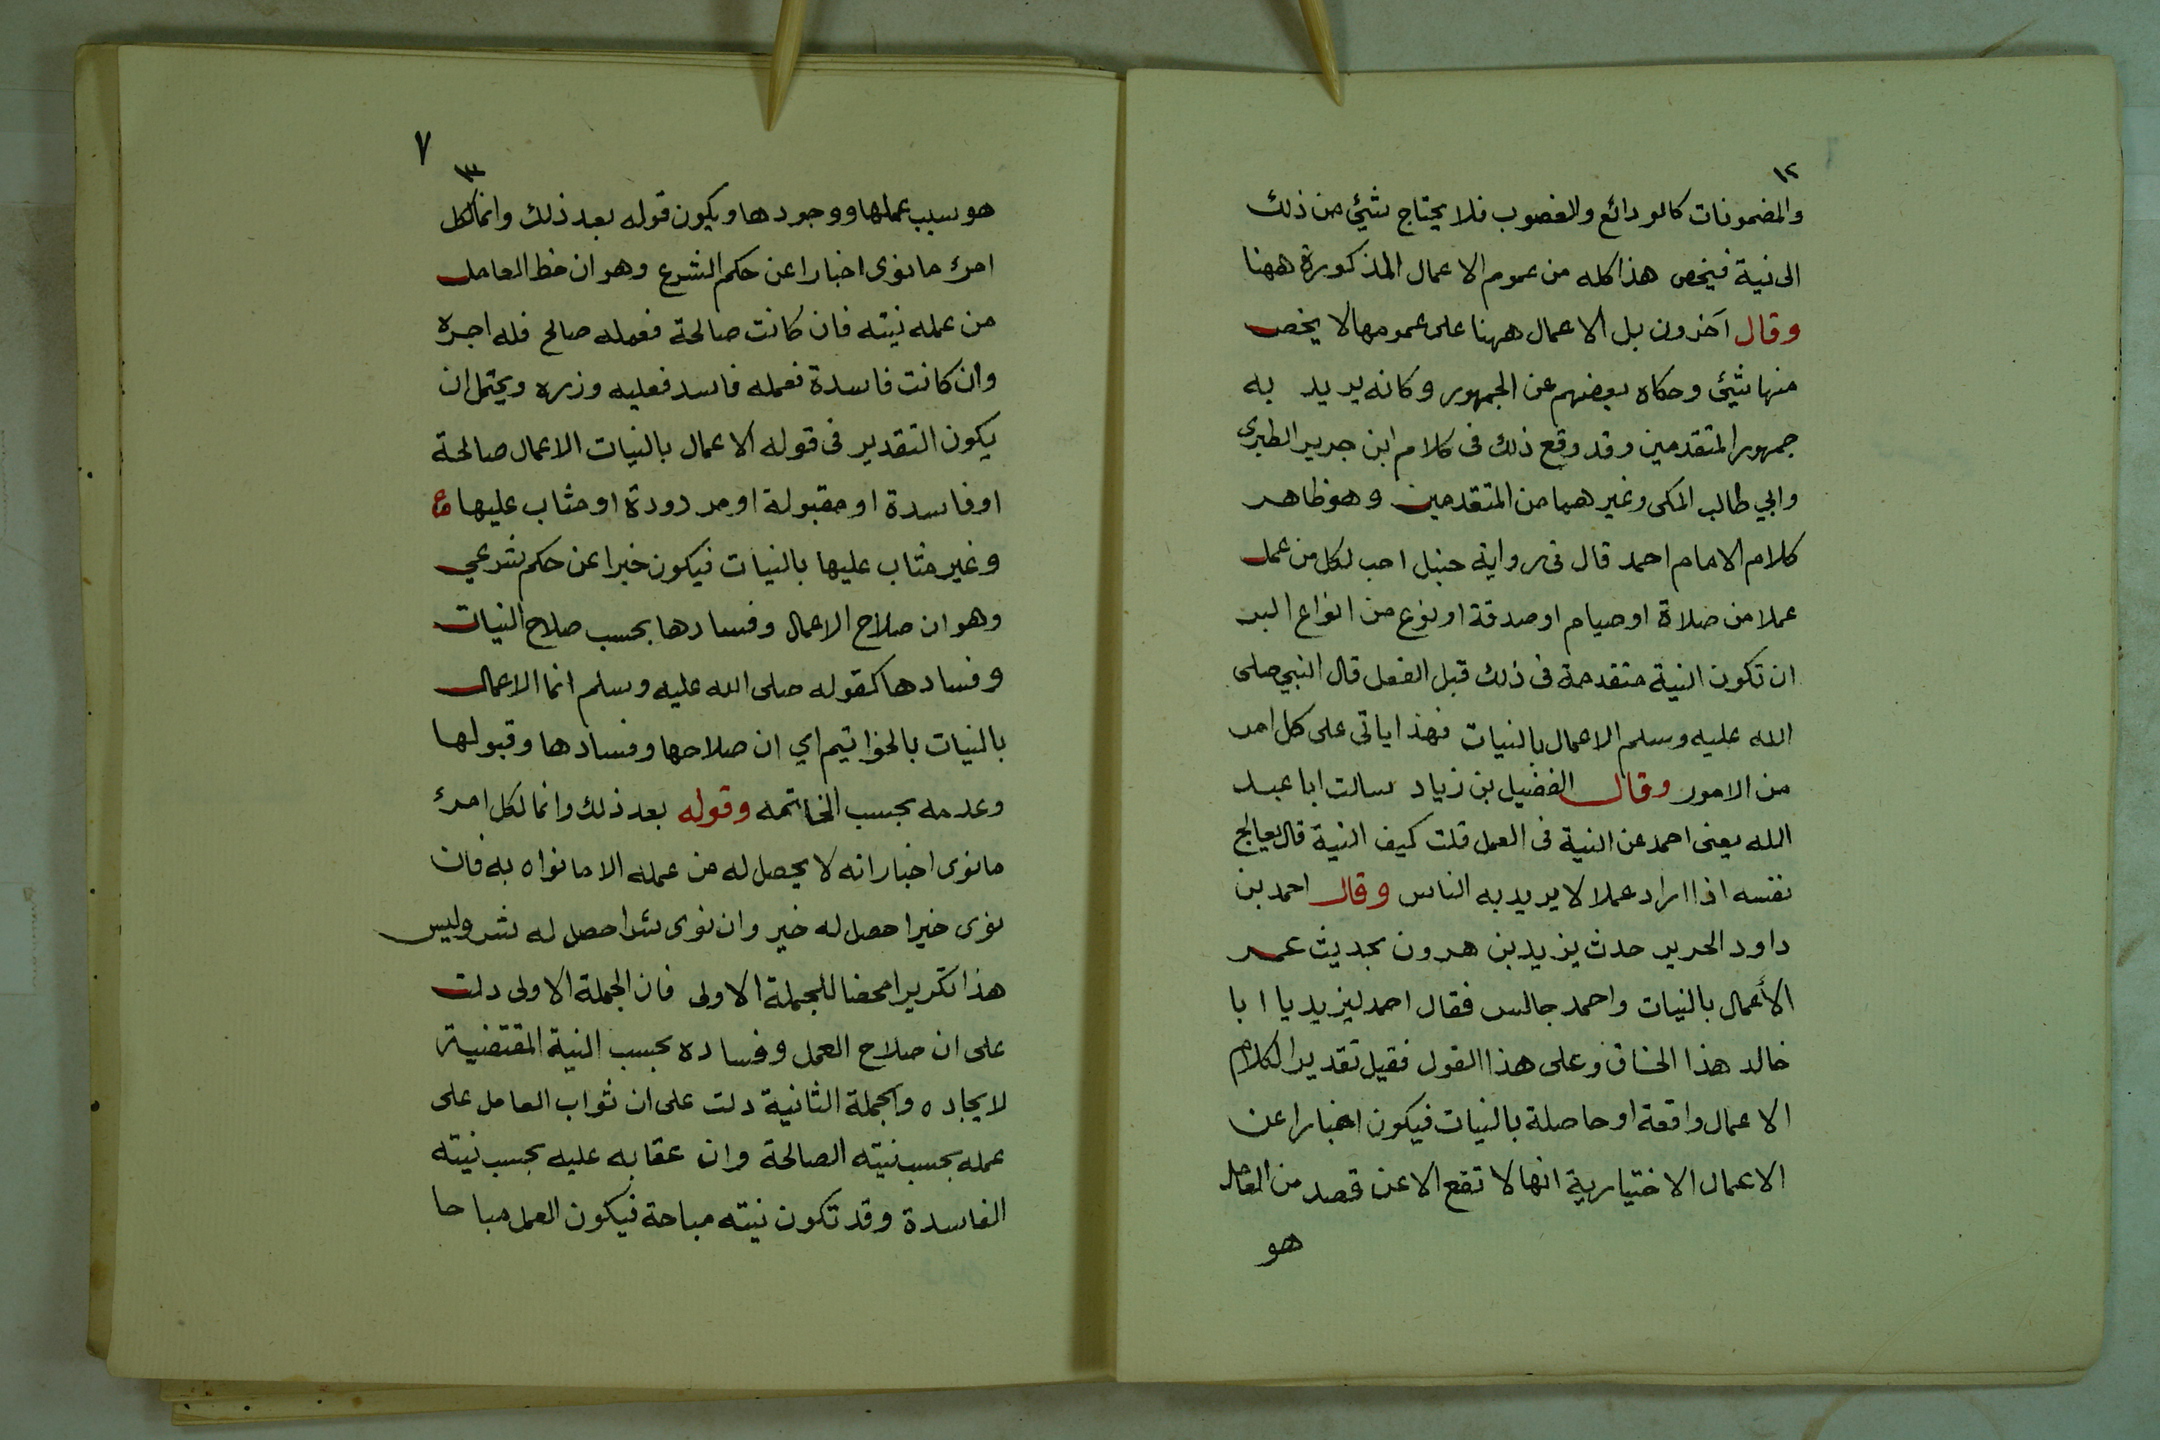 ١٢
والمضمونات كالودائع والغصوب فلا يحتاج شيئ من ذلك
الى نية فيخص هذا كله من عموم الاعمال المذكورة ههنا
وقال آخرون بل الاعمال ههنا على عمومها لا يخص
منها شيئ وحكاه بعضهم عن الجمهور وكانه يريد به
جمهور المتقدمين وقد وقع ذلك فى كلام ابن جرير الطبرى
وابي طالب المكى وغيرهما من المتقدمين وهو ظاهر
كلام الامام احمد قال فى رواية حنبل احب لكل من عمل
عملا من صلاة او صيام او صدقة او نوع من انواع البر
ان تكون النية متقدمة فى ذلك قبل الفعل قال النبي صلى
الله عليه وسلم الاعمال بالنيات فهذا ياتى على كل امر
من الامور وقال الفضيل بن زياد سالت ابا عبد
الله يعنى احمد عن النية فى العمل قلت كيف النية قال يعالج
نفسه اذا اراد عملا لا يريد به الناس وقال احمد بن
داود الحربر حدث يزيد بن هرون بحديث عمر
الأعمال بالنيات واحمد جالس فقال احمد ليزيد يا ابا
خالد هذا الخناق وعلى هذا القول فقيل تقدير الكلام
الاعمال واقعة او حاصلة بالنيات فيكون اخبارا عن
الاعمال الاختيارية انها لا تقع الا عن قصد من العامل
هو
٧
١٣
هو سبب عملها ووجودها ويكون قوله بعد ذلك وانما لكل
امرئ ما نوى اخبارا عن حكم الشرع وهو ان حظ العامل
من عمله نيته فان كانت صالحة فعمله صالح فله اجره
وان كانت فاسدة فعمله فاسد فعليه وزره ويحتمل ان
يكون التقدير فى قوله الاعمال بالنيات الاعمال صالحة
او فاسدة او مقبولة او مردودة او مثاب عليها
وغير مثاب عليها بالنيات فيكون خبرا عن حكم شرعي
وهو ان صلاح الاعمال وفسادها بحسب صلاح النيات
وفسادها كقوله صلى الله عليه وسلم انما الاعمال
بالنيات بالخواتيم اي ان صلاحها وفسادها وقبولها
وعدمه بحسب الخاتمه وقوله بعد ذلك وانما لكل امرئ
ما نوى اخبار انه لا يحصل له من عمله الا ما نواه به فان
نوى خيرا حصل له خير وان نوى شرا حصل له شر وليس
هذا تكريرا محضا للجملة الاولى فان الجملة الاولى دلت
على ان صلاح العمل وفساده بحسب النية المقتضية
لايجاده والجملة الثانية دلت على ان ثواب العامل على
عمله بحسب نيته الصالحة وان عقابه عليه بحسب نيته
الفاسدة وقد تكون نيته مباحة فيكون العمل مباحا